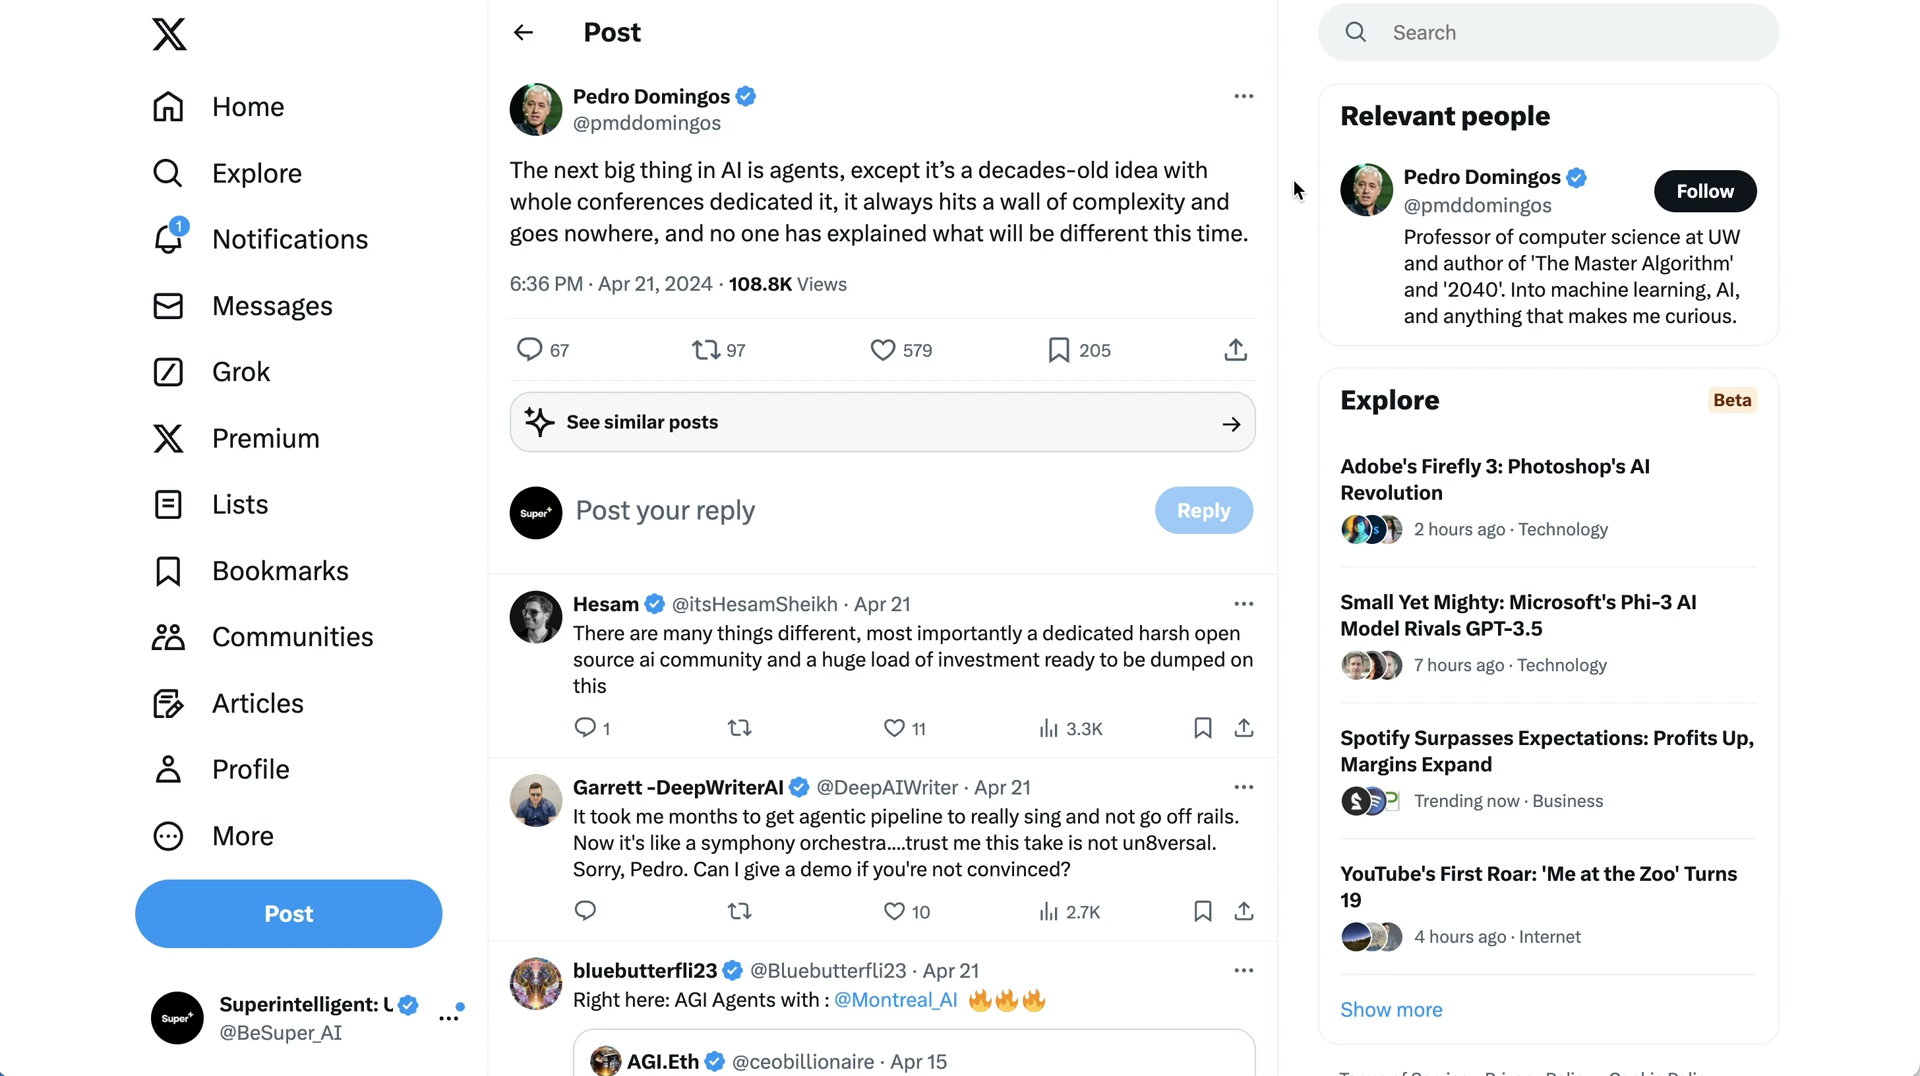 Home
Explore
1
Notifications
Messages
Grok
Premium
Lists
Bookmarks
Communities
Articles
Profile
More
Post
Super+
Superintelligent: U
@BeSuper_AI
Post
Pedro Domingos
@pmddomingos
The next big thing in AI is agents, except it’s a decades-old idea with
whole conferences dedicated it, it always hits a wall of complexity and
goes nowhere, and no one has explained what will be different this time.
6:36 PM · Apr 21, 2024 · 108.8K Views
67 97 579 205
See similar posts
Super+
Post your reply
Reply
Hesam @itsHesamSheikh · Apr 21
There are many things different, most importantly a dedicated harsh open
source ai community and a huge load of investment ready to be dumped on
this
1 11 3.3K
Garrett -DeepWriterAI @DeepAIWriter · Apr 21
It took me months to get agentic pipeline to really sing and not go off rails.
Now it's like a symphony orchestra....trust me this take is not un8versal.
Sorry, Pedro. Can I give a demo if you're not convinced?
10 2.7K
bluebutterfli23 @Bluebutterfli23 · Apr 21
Right here: AGI Agents with : @Montreal_AI 🔥🔥🔥
AGI.Eth @ceobillionaire · Apr 15
Search
Relevant people
Pedro Domingos
@pmddomingos
Follow
Professor of computer science at UW
and author of 'The Master Algorithm'
and '2040'. Into machine learning, AI,
and anything that makes me curious.
Explore
Beta
Adobe's Firefly 3: Photoshop's AI
Revolution
2 hours ago · Technology
Small Yet Mighty: Microsoft's Phi-3 AI
Model Rivals GPT-3.5
7 hours ago · Technology
Spotify Surpasses Expectations: Profits Up,
Margins Expand
Trending now · Business
YouTube's First Roar: 'Me at the Zoo' Turns
19
4 hours ago · Internet
Show more